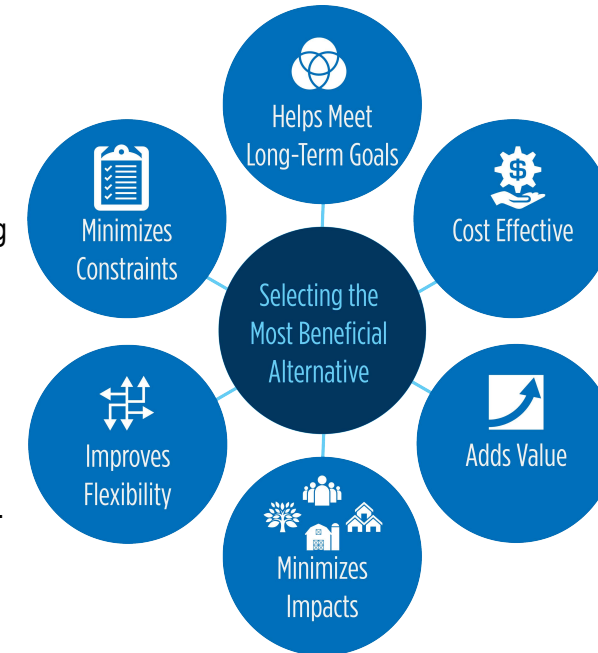 Helps Meet
Long-Term Goals
Minimizes
Constraints
Cost Effective
g
Selecting the
Most Beneficial
Alternative
Improves
Flexibility
Adds Value
.
Minimizes
Impacts
$